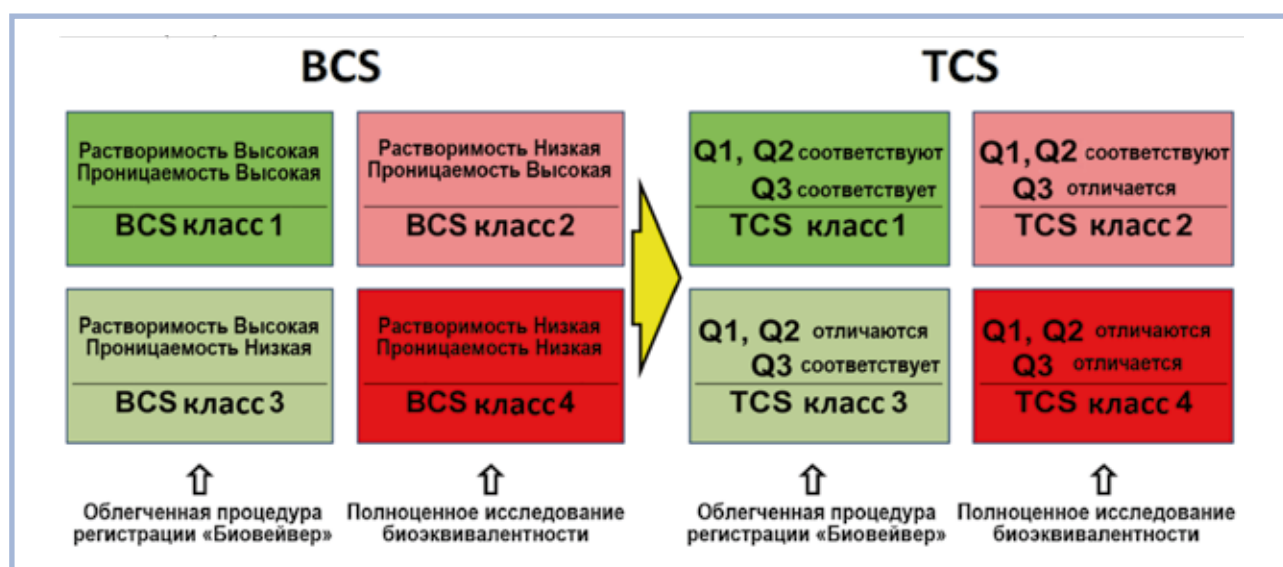 BCS
TCS
Растворимость Высокая
Проницаемость Высокая
BCS класс 1
Растворимость Низкая
Проницаемость Высокая
BCS класс 2
Q1, Q2 соответствуют
Q3 соответствует
TCS класс 1
Q1, Q2 соответствуют
Q3 отличается
TCS класс 2
Растворимость Высокая
Проницаемость Низкая
BCS класс 3
Растворимость Низкая
Проницаемость Низкая
BCS класс 4
Q1, Q2 отличаются
Q3 соответствует
TCS класс 3
Q1, Q2 отличаются
Q3 отличается
TCS класс 4
Облегченная процедура
регистрации «Биовейвер»
Полноценное исследование
биоэквивалентности
Облегченная процедура
регистрации «Биовейвер»
Полноценное исследование
биоэквивалентности